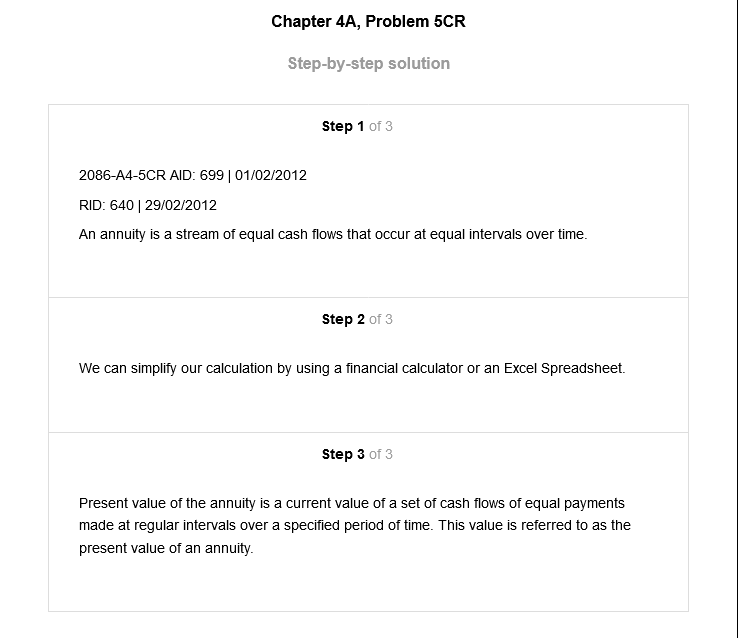 Chapter 4A, Problem 5CR
Step-by-step solution
Step 1 of 3
2086-A4-5CR AID: 699 | 01/02/2012
RID: 640 | 29/02/2012
An annuity is a stream of equal cash flows that occur at equal intervals over time.
Step 2 of 3
We can simplify our calculation by using a financial calculator or an Excel Spreadsheet.
Step 3 of 3
Present value of the annuity is a current value of a set of cash flows of equal payments
made at regular intervals over a specified period of time. This value is referred to as the
present value of an annuity.